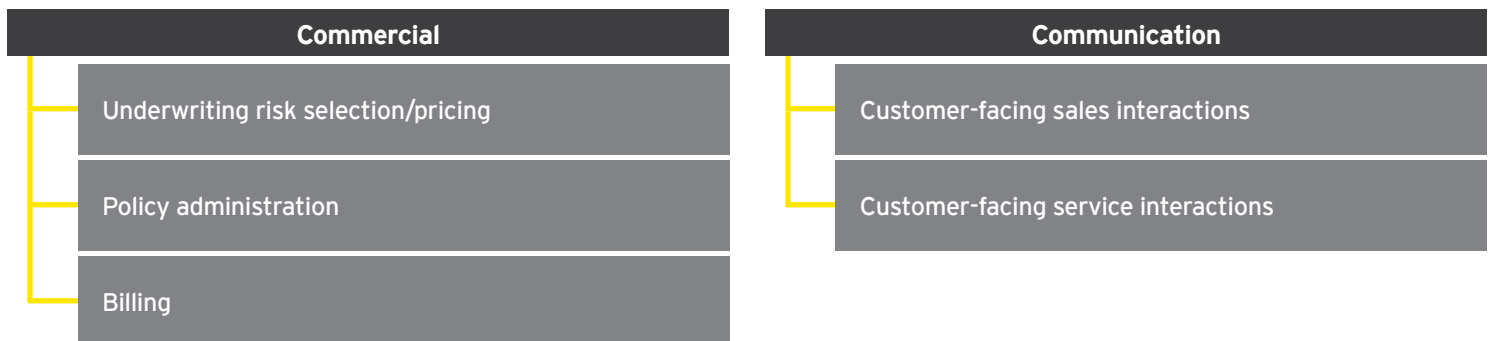 Commercial
Underwriting risk selection/pricing
Policy administration
Billing
Communication
Customer-facing sales interactions
Customer-facing service interactions